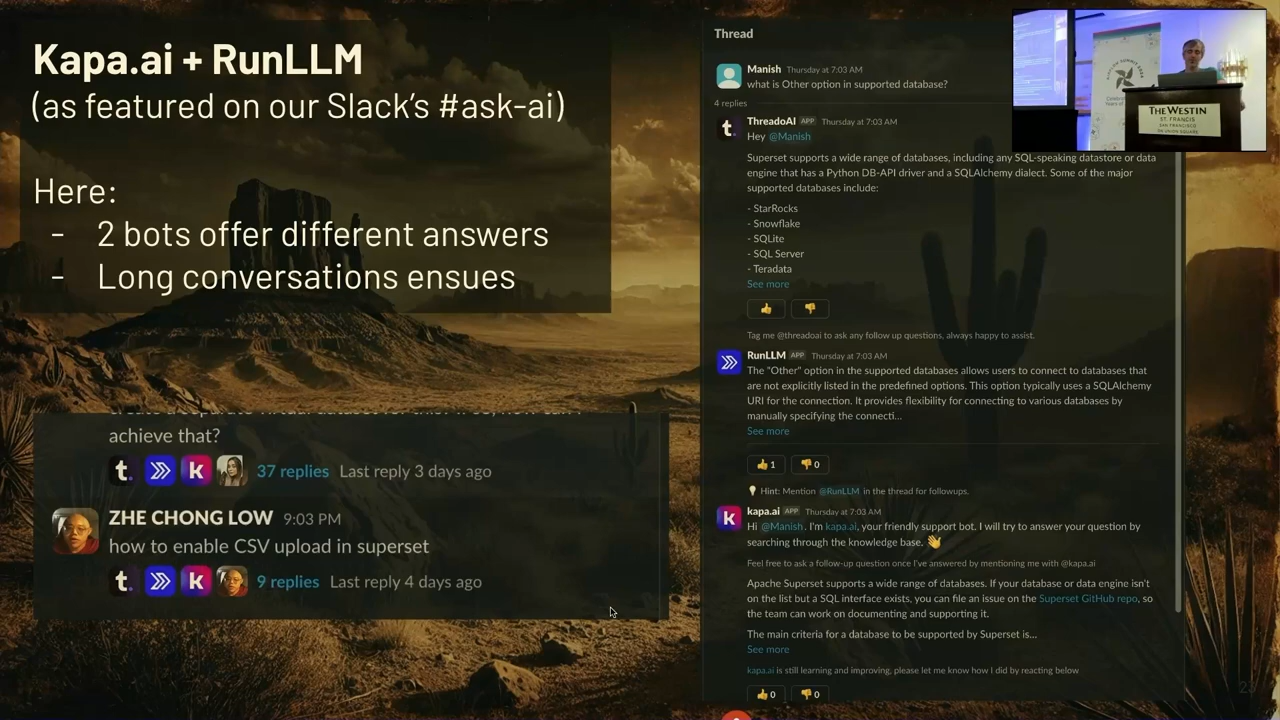 Kapa.ai + RunLLM
(as featured on our Slack's #ask-ai)
Here:
- 2 bots offer different answers
- Long conversations ensues
achieve that?
t. k 37 replies Last reply 3 days ago
ZHE CHONG LOW 9:03 PM
how to enable CSV upload in superset
t. k 9 replies Last reply 4 days ago
Thread
Manish Thursday at 7:03 AM
what is Other option in supported database?
4 replies
t. ThreadoAI APP Thursday at 7:03 AM
Hey @Manish
Superset supports a wide range of databases, including any SQL-speaking datastore or data
engine that has a Python DB-API driver and a SQLAlchemy dialect. Some of the major
supported databases include:
- StarRocks
- Snowflake
- SQLite
- SQL Server
- Teradata
See more
Tag me @threadoai to ask any follow up questions, always happy to assist.
RunLLM APP Thursday at 7:03 AM
The "Other" option in the supported databases allows users to connect to databases that
are not explicitly listed in the predefined options. This option typically uses a SQLAlchemy
URI for the connection. It provides flexibility for connecting to various databases by
manually specifying the connecti...
See more
👍 1 👎 0
Hint: Mention @RunLLM in the thread for followups.
k kapa.ai APP Thursday at 7:03 AM
Hi @Manish. I'm kapa.ai, your friendly support bot. I will try to answer your question by
searching through the knowledge base. 👋
Feel free to ask a follow-up question once I've answered by mentioning me with @kapa.ai
Apache Superset supports a wide range of databases. If your database or data engine isn't
on the list but a SQL interface exists, you can file an issue on the Superset GitHub repo, so
the team can work on documenting and supporting it.
The main criteria for a database to be supported by Superset is...
See more
kapa.ai is still learning and improving, please let me know how I did by reacting below
👍 0 👎 0
THE WESTIN
ST. FRANCIS
SAN FRANCISCO
ON UNION SQUARE